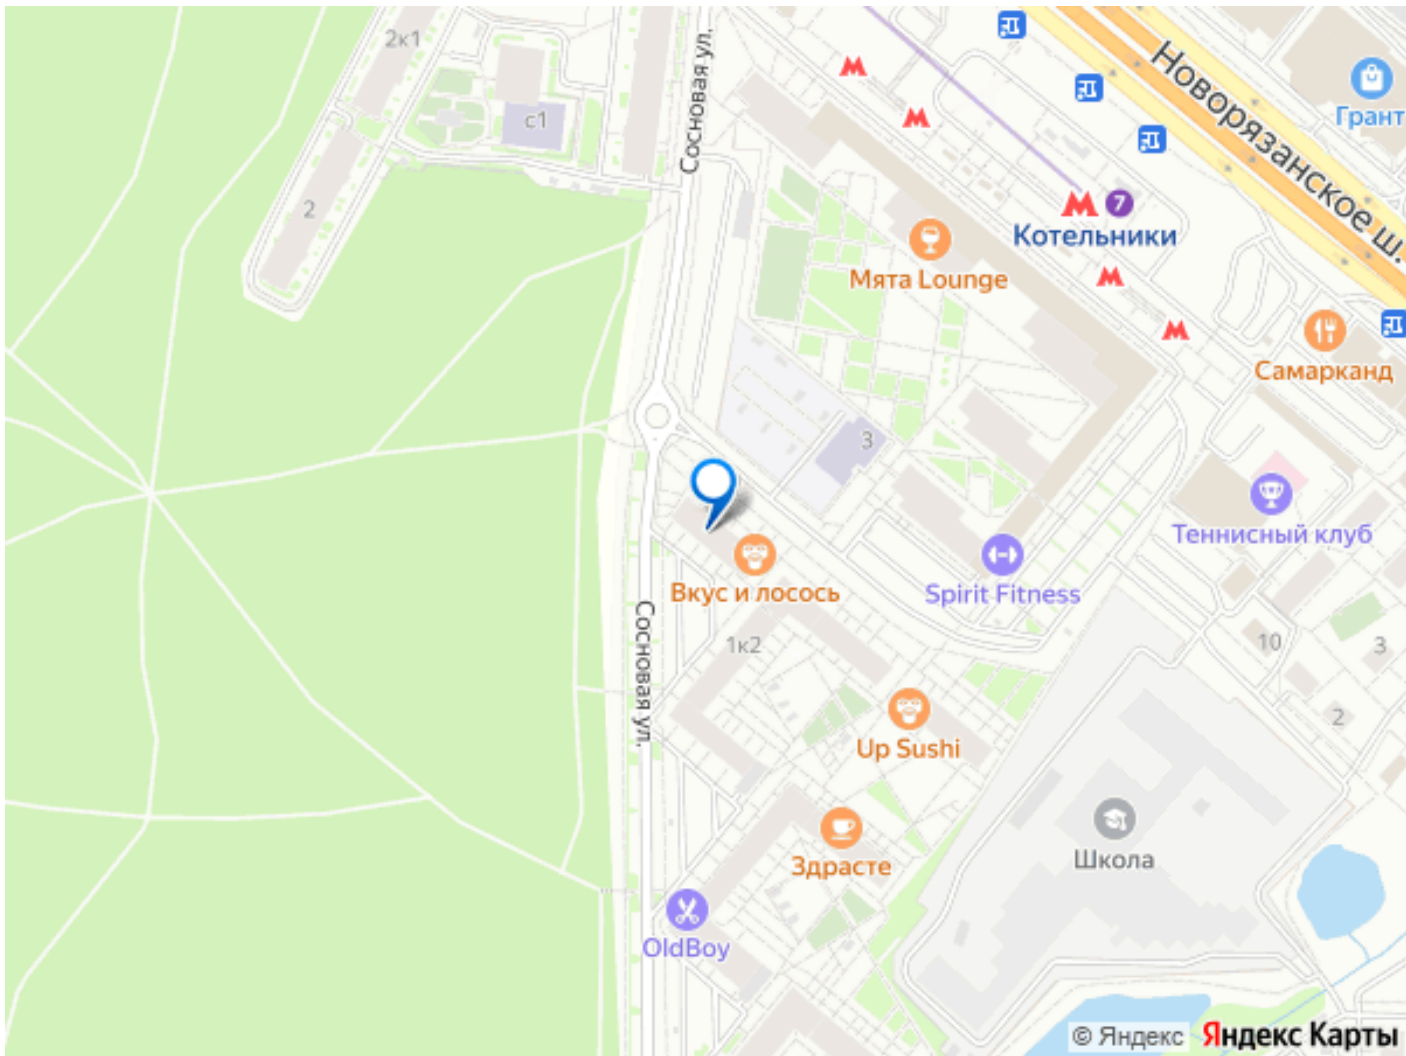 2к1
Сосновая ул.
Новорязанское ш.
Грант
с1
2
7
Котельники
Мята Lounge
Самарканд
3
Теннисный клуб
Вкус и лосось
Spirit Fitness
Сосновая ул.
1к2
10
3
2
Up Sushi
Школа
Здрасте
OldBoy
© Яндекс
Яндекс Карты